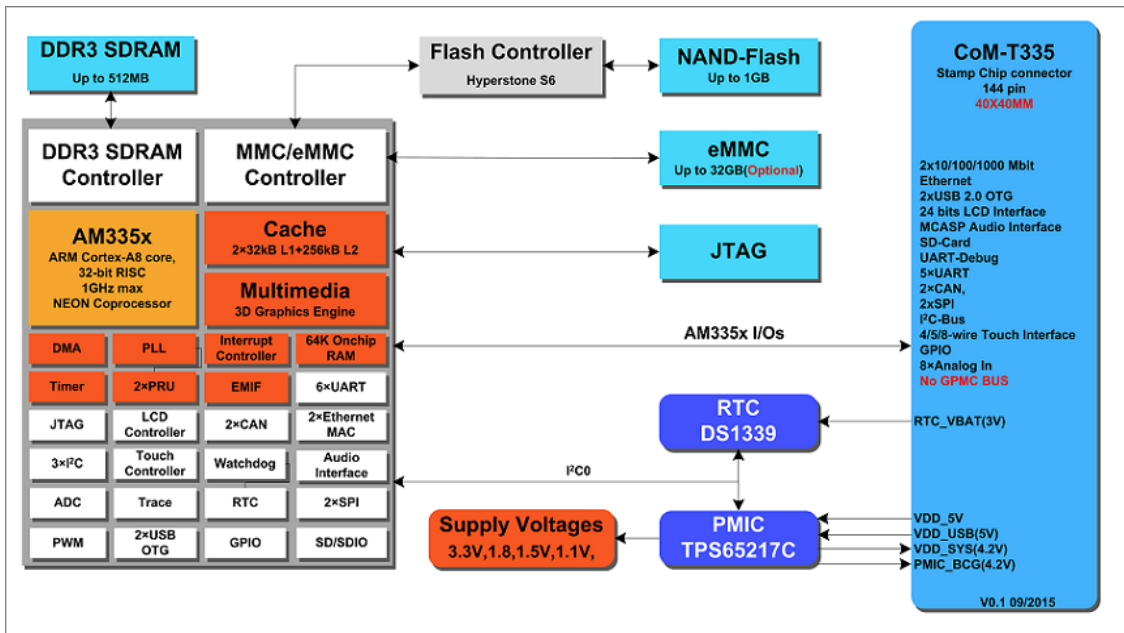 DDR3 SDRAM
Up to 512MB
Flash Controller
Hyperstone S6
NAND-Flash
Up to 1GB
DDR3 SDRAM
Controller
MMC/eMMC
Controller
eMMC
Up to 32GB(Optional)
AM335x
ARM Cortex-A8 core,
32-bit RISC
1GHz max
NEON Coprocessor
Cache
2×32kB L1+256kB L2
Multimedia
3D Graphics Engine
JTAG
DMA
PLL
Interrupt
Controller
64K Onchip
RAM
Timer
2×PRU
EMIF
6×UART
JTAG
LCD
Controller
2×CAN
2×Ethernet
MAC
3×I²C
Touch
Controller
Watchdog
Audio
Interface
ADC
Trace
RTC
2×SPI
PWM
2×USB
OTG
GPIO
SD/SDIO
AM335x I/Os
I²C0
RTC
DS1339
PMIC
TPS65217C
Supply Voltages
3.3V,1.8,1.5V,1.1V,
CoM-T335
Stamp Chip connector
144 pin
40X40MM
2x10/100/1000 Mbit
Ethernet
2xUSB 2.0 OTG
24 bits LCD Interface
MCASP Audio Interface
SD-Card
UART-Debug
5×UART
2×CAN,
2xSPI
I²C-Bus
4/5/8-wire Touch Interface
GPIO
8×Analog In
No GPMC BUS
RTC_VBAT(3V)
VDD_5V
VDD_USB(5V)
VDD_SYS(4.2V)
PMIC_BCG(4.2V)
V0.1 09/2015